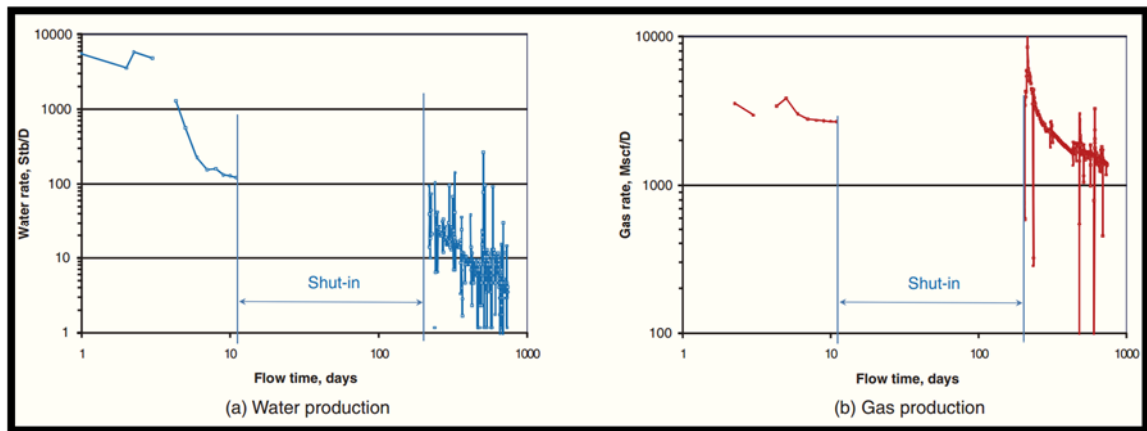 10000
1000
100
10
1
Water rate, Stb/D
Shut-in
1
10
100
1000
Flow time, days
(a) Water production
10000
1000
100
Gas rate, Mscf/D
Shut-in
1
10
100
1000
Flow time, days
(b) Gas production